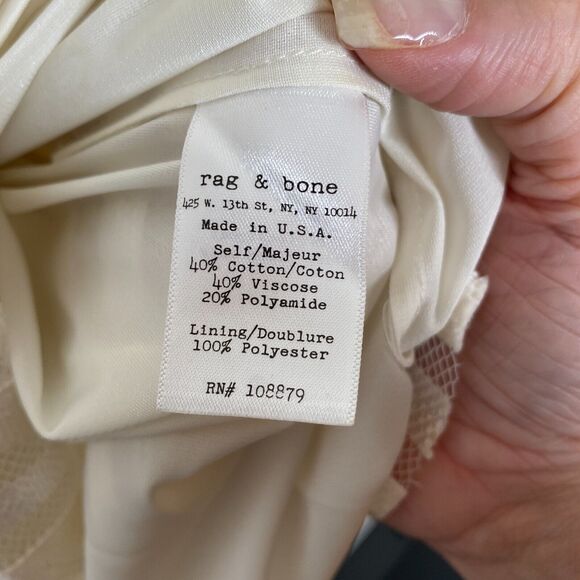 rag & bone
425 W. 13th St, NY, NY 10014
Made in U.S.A.
Self/Majeur
40% Cotton/Coton
40% Viscose
20% Polyamide
Lining/Doublure
100% Polyester
RN# 108879